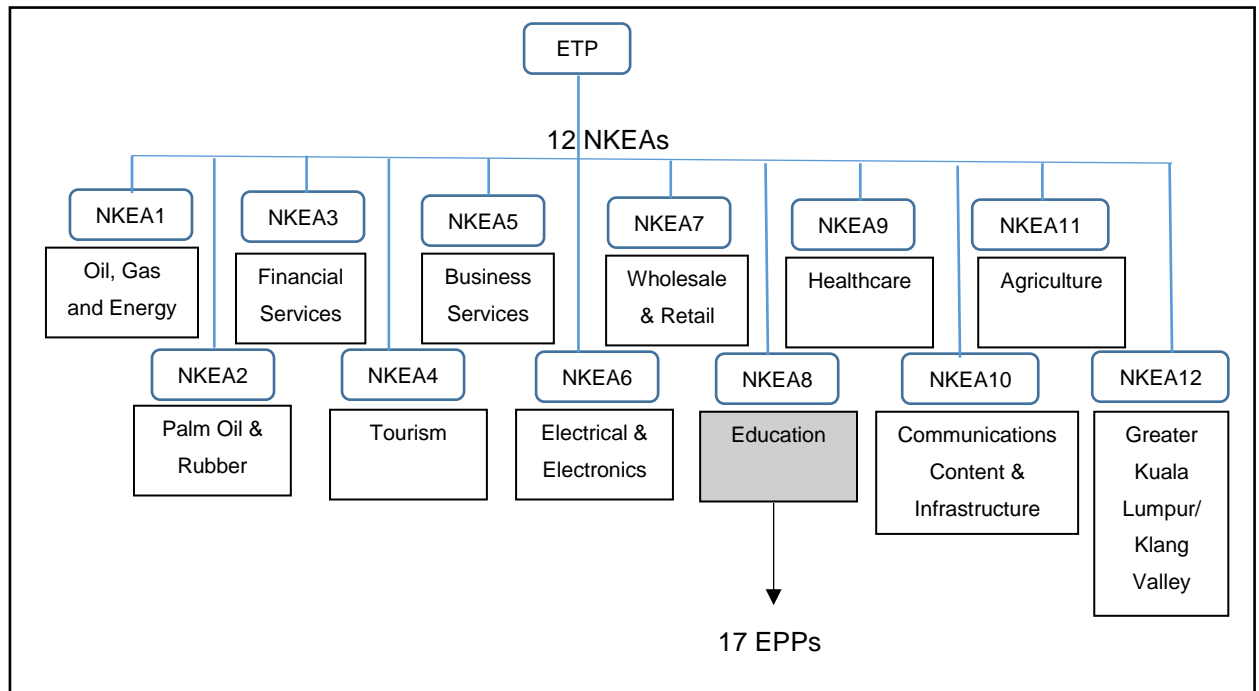 ETP
12 NKEAs
NKEA1
Oil, Gas
and Energy
NKEA3
Financial
Services
NKEA5
Business
Services
NKEA7
Wholesale
& Retail
NKEA9
Healthcare
NKEA11
Agriculture
NKEA2
Palm Oil &
Rubber
NKEA4
Tourism
NKEA6
Electrical &
Electronics
NKEA8
Education
NKEA10
Communications
Content &
Infrastructure
NKEA12
Greater
Kuala
Lumpur/
Klang
Valley
17 EPPs